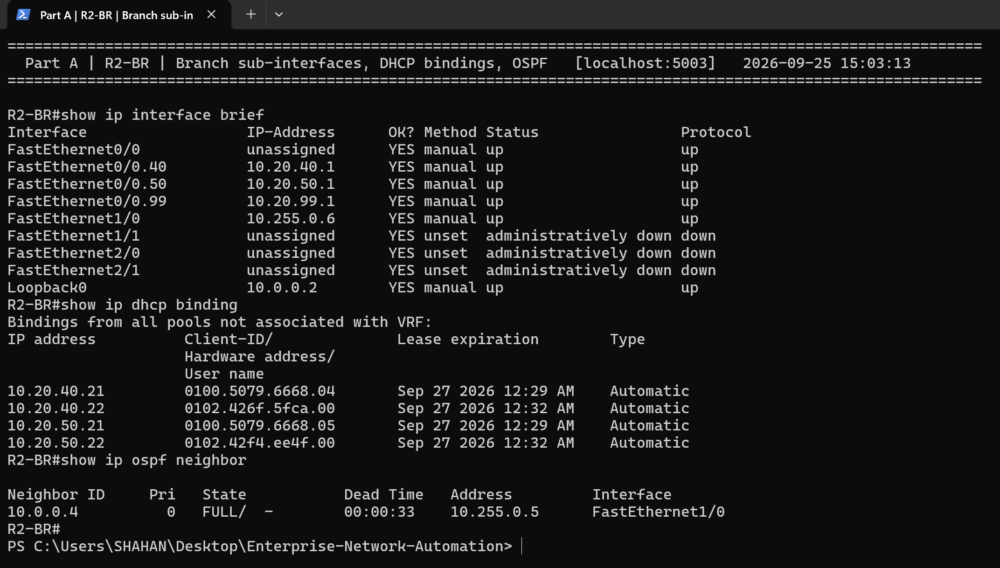 Part A | R2-BR | Branch sub-in
==============================================================================================================
  Part A | R2-BR | Branch sub-interfaces, DHCP bindings, OSPF   [localhost:5003]   2026-09-25 15:03:13
==============================================================================================================

R2-BR#show ip interface brief
Interface                  IP-Address      OK? Method Status                Protocol
FastEthernet0/0            unassigned      YES manual up                    up
FastEthernet0/0.40         10.20.40.1      YES manual up                    up
FastEthernet0/0.50         10.20.50.1      YES manual up                    up
FastEthernet0/0.99         10.20.99.1      YES manual up                    up
FastEthernet1/0            10.255.0.6      YES manual up                    up
FastEthernet1/1            unassigned      YES unset  administratively down down
FastEthernet2/0            unassigned      YES unset  administratively down down
FastEthernet2/1            unassigned      YES unset  administratively down down
Loopback0                  10.0.0.2        YES manual up                    up
R2-BR#show ip dhcp binding
Bindings from all pools not associated with VRF:
IP address          Client-ID/              Lease expiration        Type
                    Hardware address/
                    User name
10.20.40.21         0100.5079.6668.04       Sep 27 2026 12:29 AM    Automatic
10.20.40.22         0102.426f.5fca.00       Sep 27 2026 12:32 AM    Automatic
10.20.50.21         0100.5079.6668.05       Sep 27 2026 12:29 AM    Automatic
10.20.50.22         0102.42f4.ee4f.00       Sep 27 2026 12:32 AM    Automatic
R2-BR#show ip ospf neighbor

Neighbor ID     Pri   State           Dead Time   Address         Interface
10.0.0.4          0   FULL/  -        00:00:33    10.255.0.5      FastEthernet1/0
R2-BR#
PS C:\Users\SHAHAN\Desktop\Enterprise-Network-Automation>